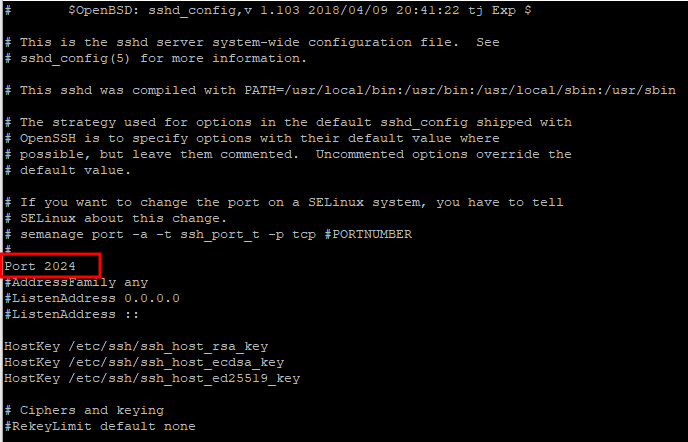 #       $OpenBSD: sshd_config,v 1.103 2018/04/09 20:41:22 tj Exp $
# This is the sshd server system-wide configuration file.  See
# sshd_config(5) for more information.
# This sshd was compiled with PATH=/usr/local/bin:/usr/bin:/usr/local/sbin:/usr/sbin
# The strategy used for options in the default sshd_config shipped with
# OpenSSH is to specify options with their default value where
# possible, but leave them commented.  Uncommented options override the
# default value.
# If you want to change the port on a SELinux system, you have to tell
# SELinux about this change.
# semanage port -a -t ssh_port_t -p tcp #PORTNUMBER
#
Port 2024
#AddressFamily any
#ListenAddress 0.0.0.0
#ListenAddress ::
HostKey /etc/ssh/ssh_host_rsa_key
HostKey /etc/ssh/ssh_host_ecdsa_key
HostKey /etc/ssh/ssh_host_ed25519_key
# Ciphers and keying
#RekeyLimit default none